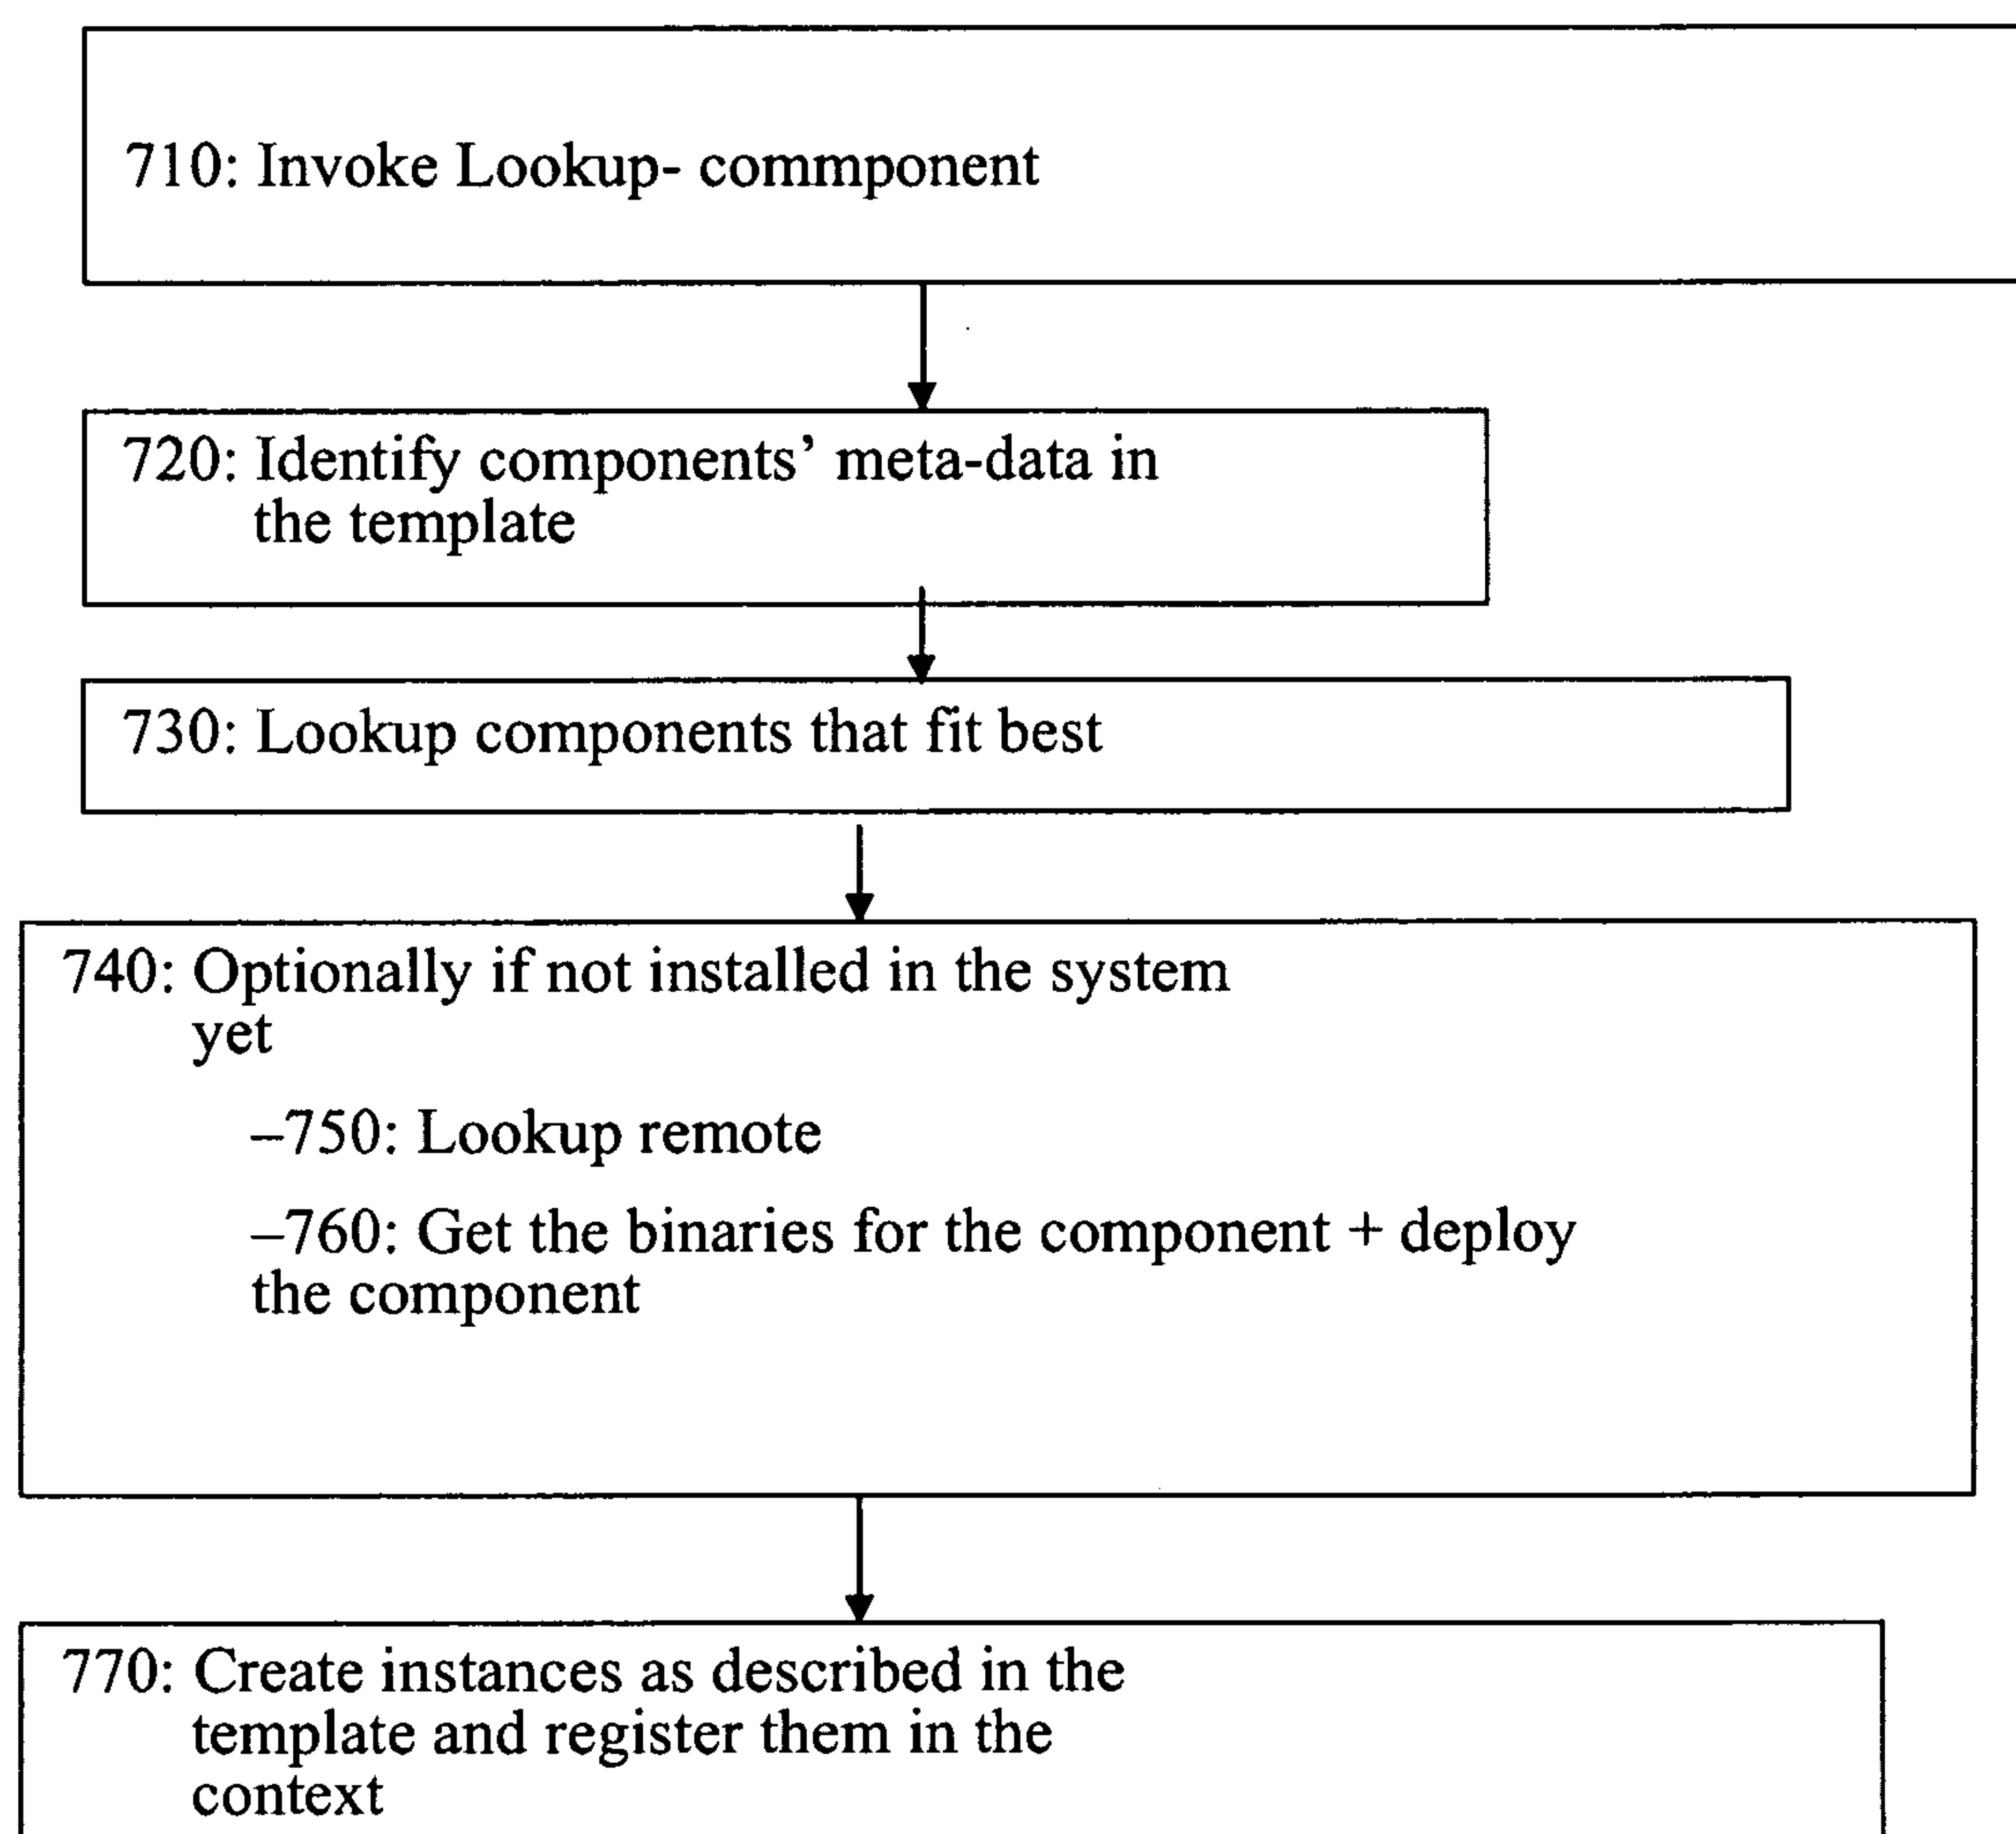 710: Invoke Lookup- commponent
720: Identify components’ meta-data in
the template
730: Lookup components that fit best
740: Optionally if not installed in the system
yet
–750: Lookup remote
–760: Get the binaries for the component + deploy
the component
770: Create instances as described in the
template and register them in the
context